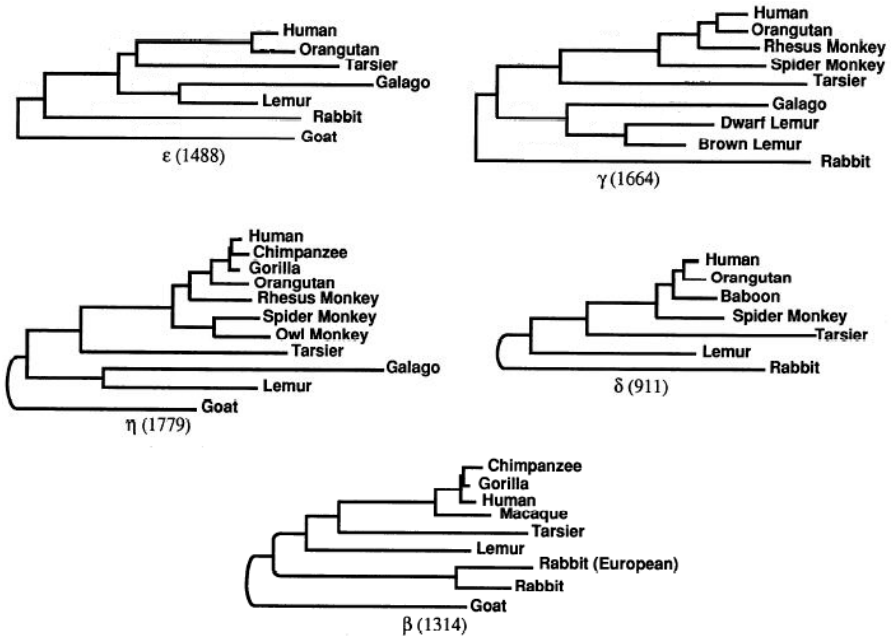 Human
Orangutan
Tarsier
Galago
Lemur
Rabbit
Goat
ε (1488)
Human
Orangutan
Rhesus Monkey
Spider Monkey
Tarsier
Galago
Dwarf Lemur
Brown Lemur
Rabbit
γ (1664)
Human
Chimpanzee
Gorilla
Orangutan
Rhesus Monkey
Spider Monkey
Owl Monkey
Tarsier
Galago
Lemur
Goat
η (1779)
Human
Orangutan
Baboon
Spider Monkey
Tarsier
Lemur
Rabbit
δ (911)
Chimpanzee
Gorilla
Human
Macaque
Tarsier
Lemur
Rabbit (European)
Rabbit
Goat
β (1314)